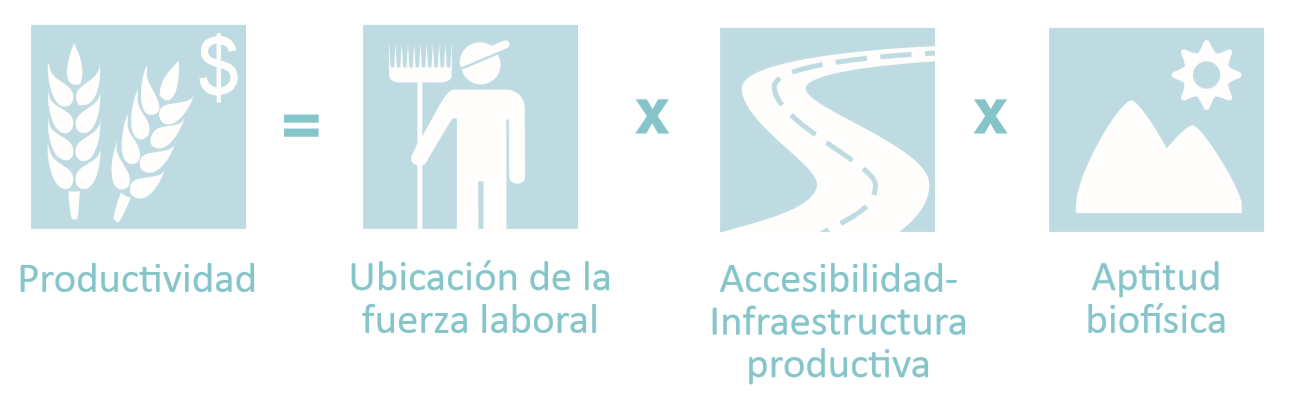 $
=
x
x
Productividad
Ubicación de la
fuerza laboral
Accesibilidad-
Infraestructura
productiva
Aptitud
biofísica